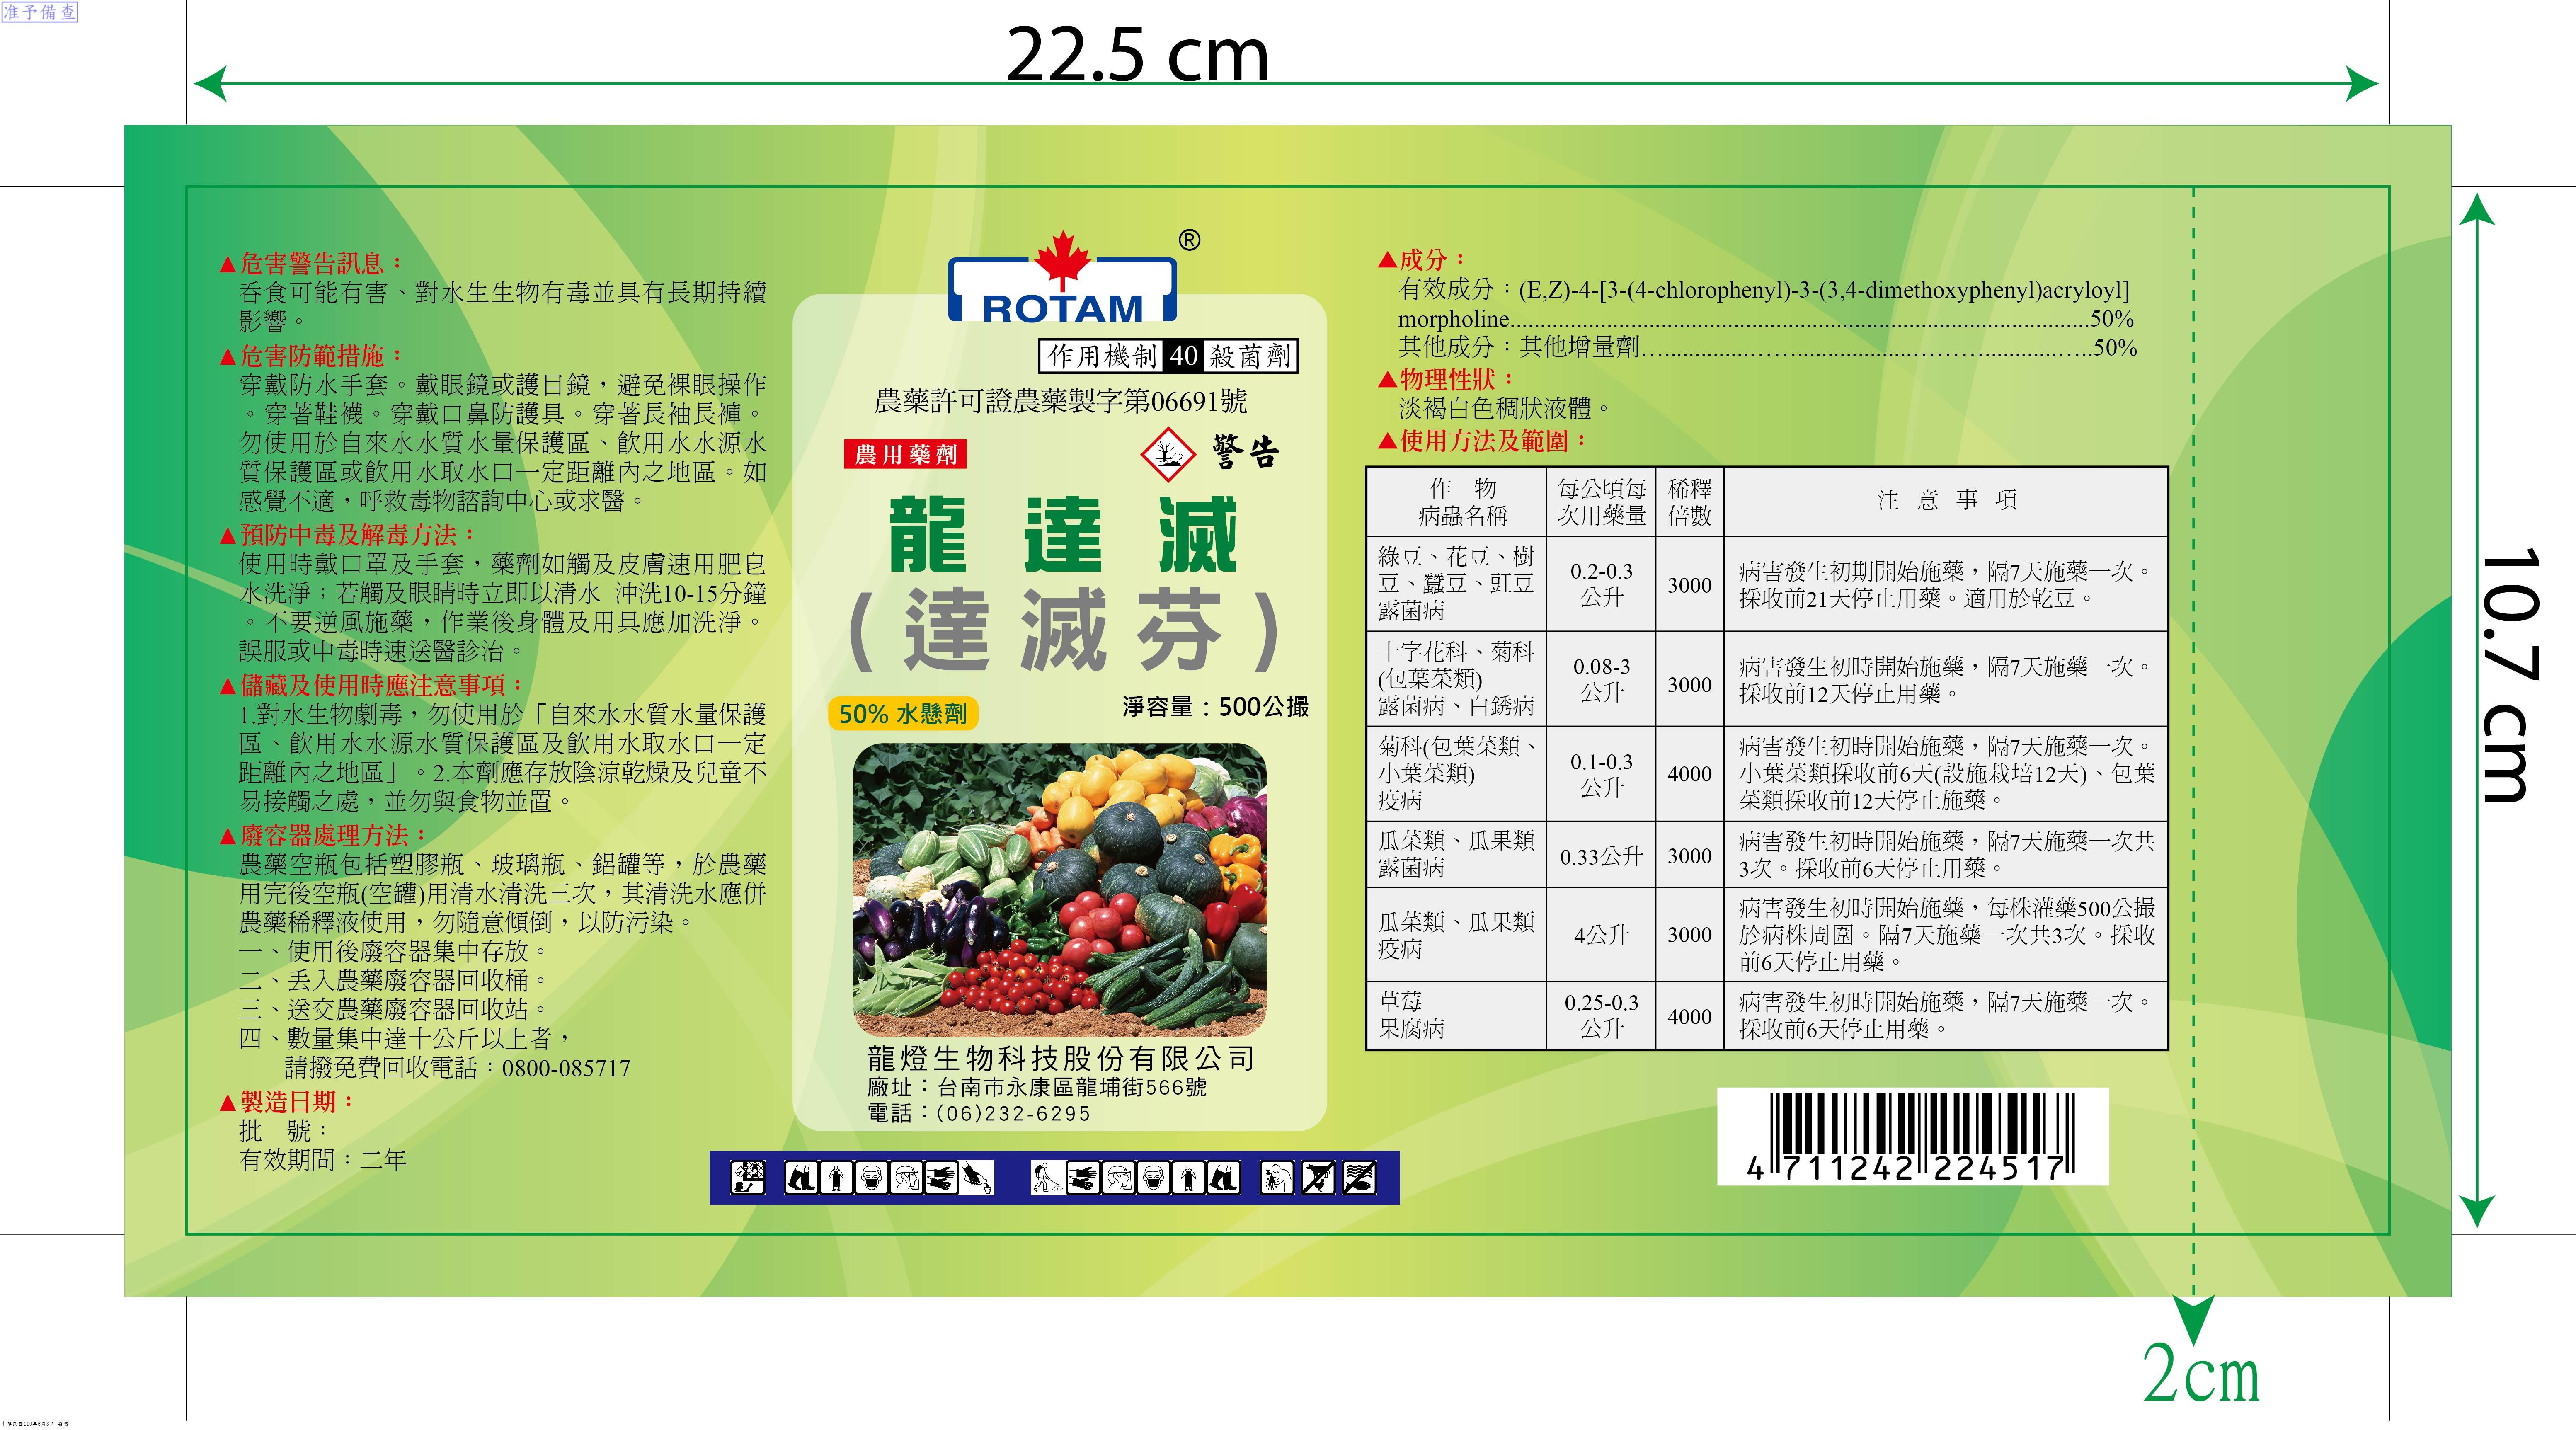 准予備查
22.5 cm
▲危害警告訊息：
吞食可能有害、對水生生物有毒並具有長期持續
影響。
▲危害防範措施：
穿戴防水手套。戴眼鏡或護目鏡，避免裸眼操作
。穿著鞋襪。穿戴口鼻防護具。穿著長袖長褲。
勿使用於自來水水質水量保護區、飲用水水源水
質保護區或飲用水取水口一定距離內之地區。如
感覺不適，呼救毒物諮詢中心或求醫。
▲預防中毒及解毒方法：
使用時戴口罩及手套，藥劑如觸及皮膚速用肥皂
水洗淨；若觸及眼睛時立即以清水 沖洗10-15分鐘
。不要逆風施藥，作業後身體及用具應加洗淨。
誤服或中毒時速送醫診治。
▲儲藏及使用時應注意事項：
1.對水生物劇毒，勿使用於「自來水水質水量保護
區、飲用水水源水質保護區及飲用水取水口一定
距離內之地區」。2.本劑應存放陰涼乾燥及兒童不
易接觸之處，並勿與食物並置。
▲廢容器處理方法：
農藥空瓶包括塑膠瓶、玻璃瓶、鋁罐等，於農藥
用完後空瓶(空罐)用清水清洗三次，其清洗水應併
農藥稀釋液使用，勿隨意傾倒，以防污染。
一、使用後廢容器集中存放。
二、丟入農藥廢容器回收桶。
三、送交農藥廢容器回收站。
四、數量集中達十公斤以上者，
請撥免費回收電話：0800-085717
▲製造日期：
批　號：
有效期間：二年
®
ROTAM
作用機制 40 殺菌劑
農藥許可證農藥製字第06691號
農用藥劑
警告
龍達滅
(達滅芬)
50% 水懸劑
淨容量：500公撮
龍燈生物科技股份有限公司
廠址：台南市永康區龍埔街566號
電話：(06)232-6295
▲成分：
有效成分：(E,Z)-4-[3-(4-chlorophenyl)-3-(3,4-dimethoxyphenyl)acryloyl]
morpholine................................................................................................50%
其他成分：其他增量劑….............……..................……….............…..50%
▲物理性狀：
淡褐白色稠狀液體。
▲使用方法及範圍：
作　物
病蟲名稱
每公頃每
次用藥量
稀釋
倍數
注 意 事 項
綠豆、花豆、樹
豆、蠶豆、豇豆
露菌病
0.2-0.3
公升
3000
病害發生初期開始施藥，隔7天施藥一次。
採收前21天停止用藥。適用於乾豆。
十字花科、菊科
(包葉菜類)
露菌病、白銹病
0.08-3
公升
3000
病害發生初時開始施藥，隔7天施藥一次。
採收前12天停止用藥。
菊科(包葉菜類、
小葉菜類)
疫病
0.1-0.3
公升
4000
病害發生初時開始施藥，隔7天施藥一次。
小葉菜類採收前6天(設施栽培12天)、包葉
菜類採收前12天停止施藥。
瓜菜類、瓜果類
露菌病
0.33公升
3000
病害發生初時開始施藥，隔7天施藥一次共
3次。採收前6天停止用藥。
瓜菜類、瓜果類
疫病
4公升
3000
病害發生初時開始施藥，每株灌藥500公撮
於病株周圍。隔7天施藥一次共3次。採收
前6天停止用藥。
草莓
果腐病
0.25-0.3
公升
4000
病害發生初時開始施藥，隔7天施藥一次。
採收前6天停止用藥。
4 711242 224517
10.7 cm
2cm